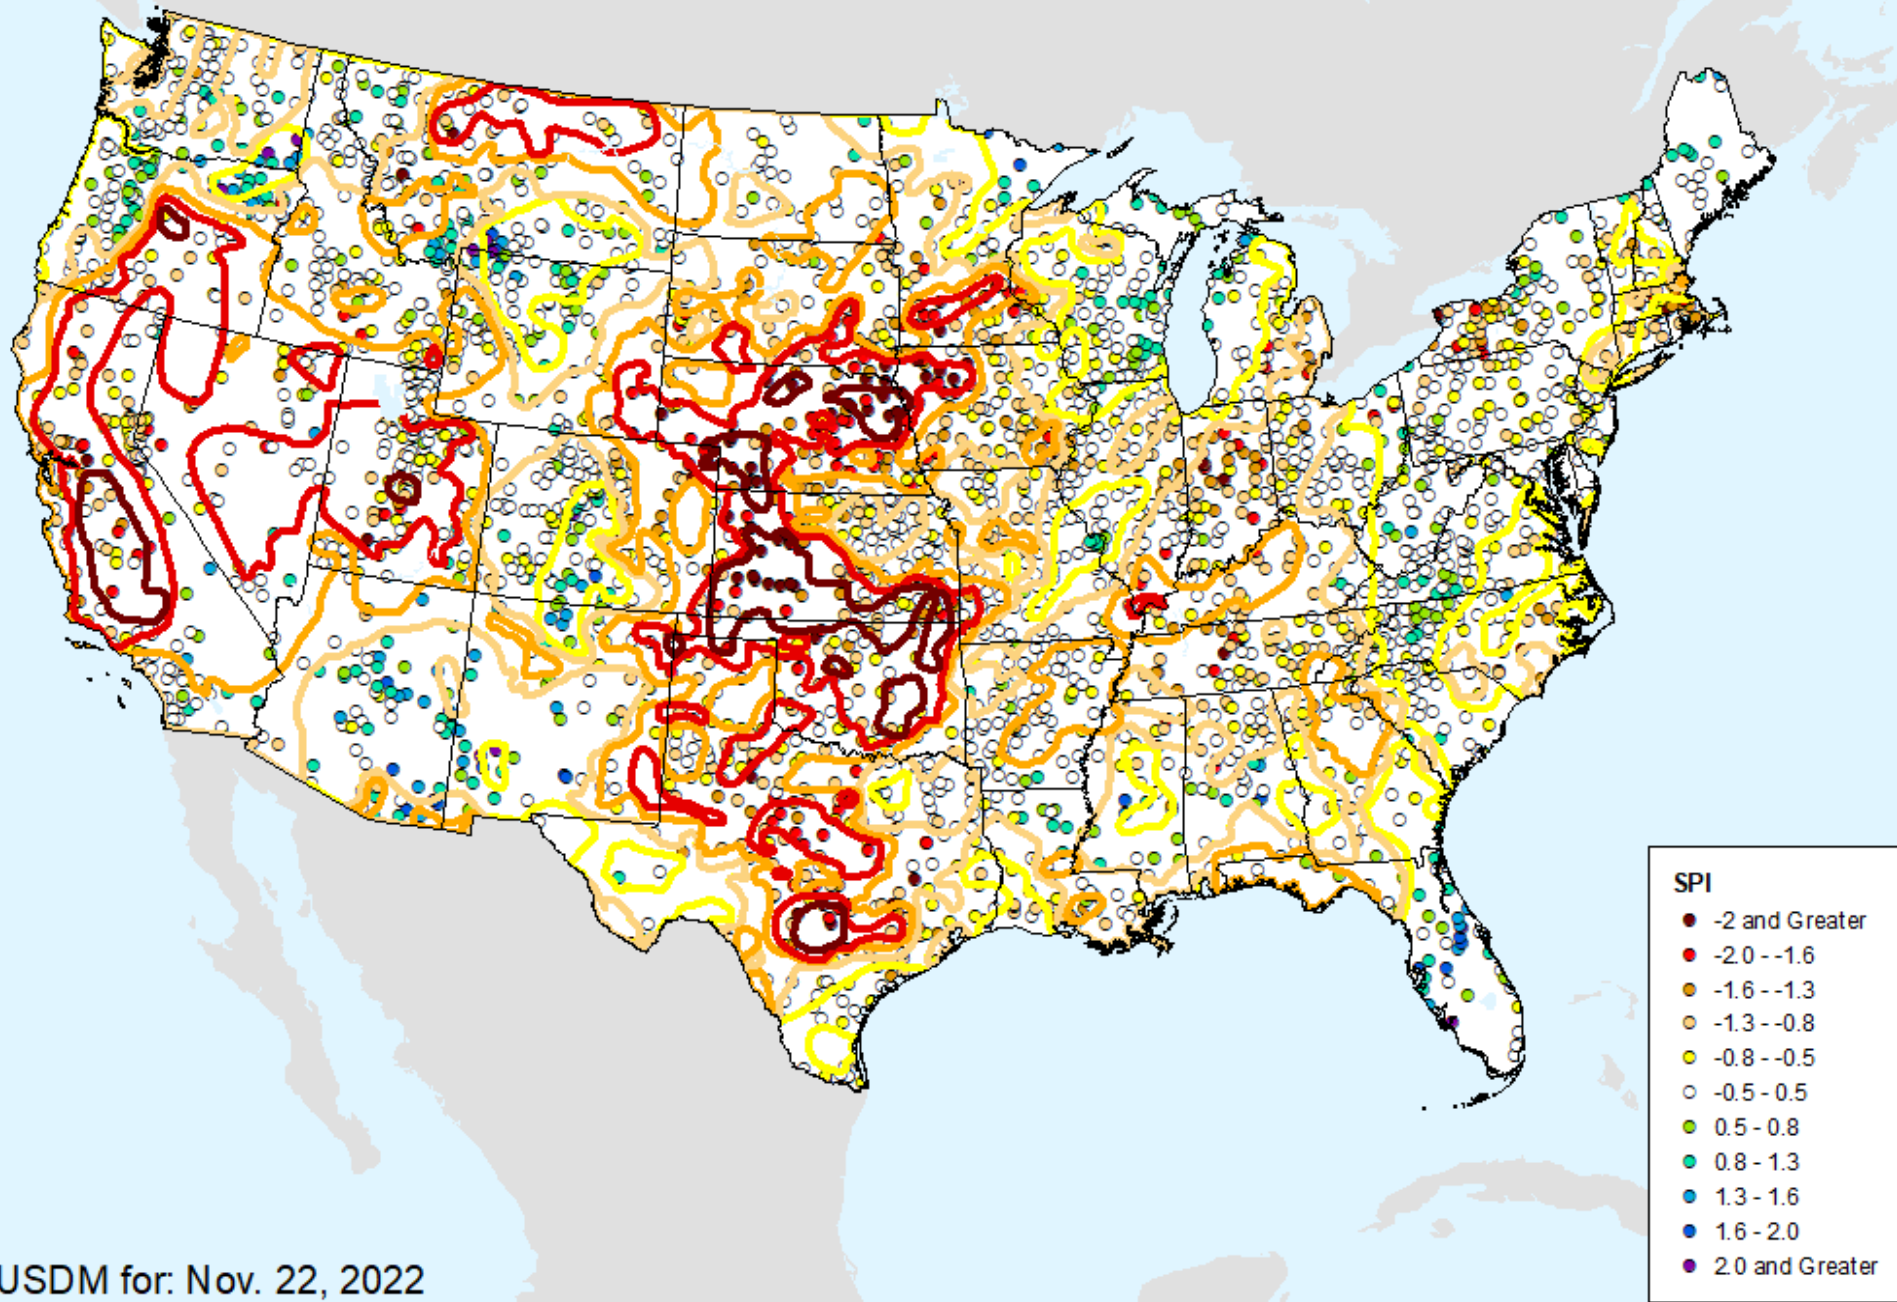 SPI
-2 and Greater
-2.0 - -1.6
-1.6 - -1.3
-1.3 - -0.8
-0.8 - -0.5
-0.5 - 0.5
0.5 - 0.8
0.8 - 1.3
1.3 - 1.6
1.6 - 2.0
2.0 and Greater
USDM for: Nov. 22, 2022